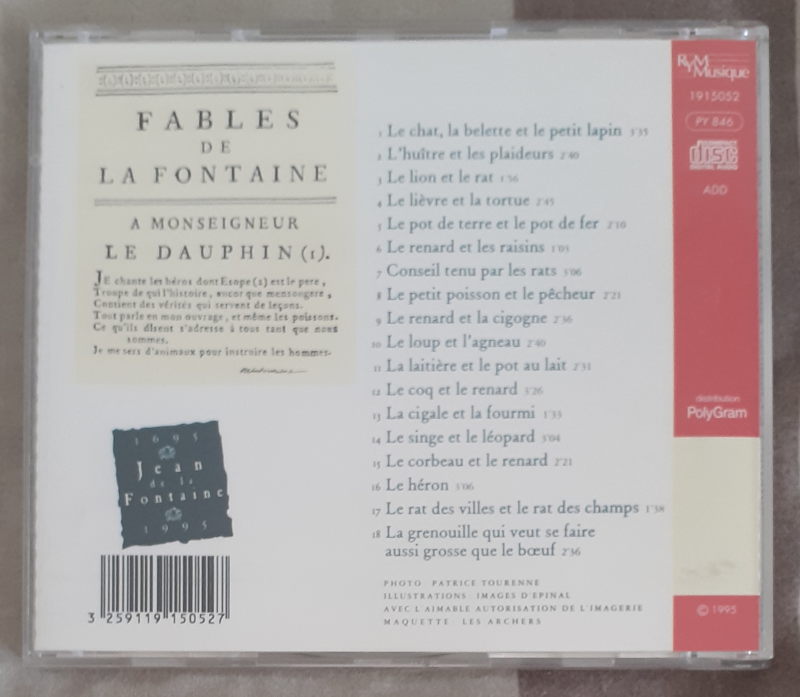 FABLES
DE
LA FONTAINE
A MONSEIGNEUR
LE DAUPHIN (1).
JE chante les héros dont Esope (2) est le pere,
Troupe de qui l'histoire, encor que mensongere,
Contient des vérités qui servent de leçons.
Tout parle en mon ouvrage, et même les poissons.
Ce qu'ils disent s'adresse à tous tant que nous
sommes.
Je me sers d'animaux pour instruire les hommes.
1695
Jean
de la
Fontaine
1995
3 259119 150527
1 Le chat, la belette et le petit lapin 3'35
2 L'huître et les plaideurs 2'40
3 Le lion et le rat 1'56
4 Le lièvre et la tortue 2'45
5 Le pot de terre et le pot de fer 2'10
6 Le renard et les raisins 1'03
7 Conseil tenu par les rats 3'06
8 Le petit poisson et le pêcheur 2'21
9 Le renard et la cigogne 2'36
10 Le loup et l'agneau 2'40
11 La laitière et le pot au lait 2'31
12 Le coq et le renard 3'26
13 La cigale et la fourmi 1'33
14 Le singe et le léopard 3'04
15 Le corbeau et le renard 2'21
16 Le héron 3'06
17 Le rat des villes et le rat des champs 1'58
18 La grenouille qui veut se faire
aussi grosse que le bœuf 2'36
PHOTO PATRICE TOURENNE
ILLUSTRATIONS IMAGES D'EPINAL
AVEC L'AIMABLE AUTORISATION DE L'IMAGERIE
MAQUETTE LES ARCHERS
RYM
Musique
1915052
PY 846
COMPACT
disc
DIGITAL AUDIO
ADD
distribution
PolyGram
© 1995